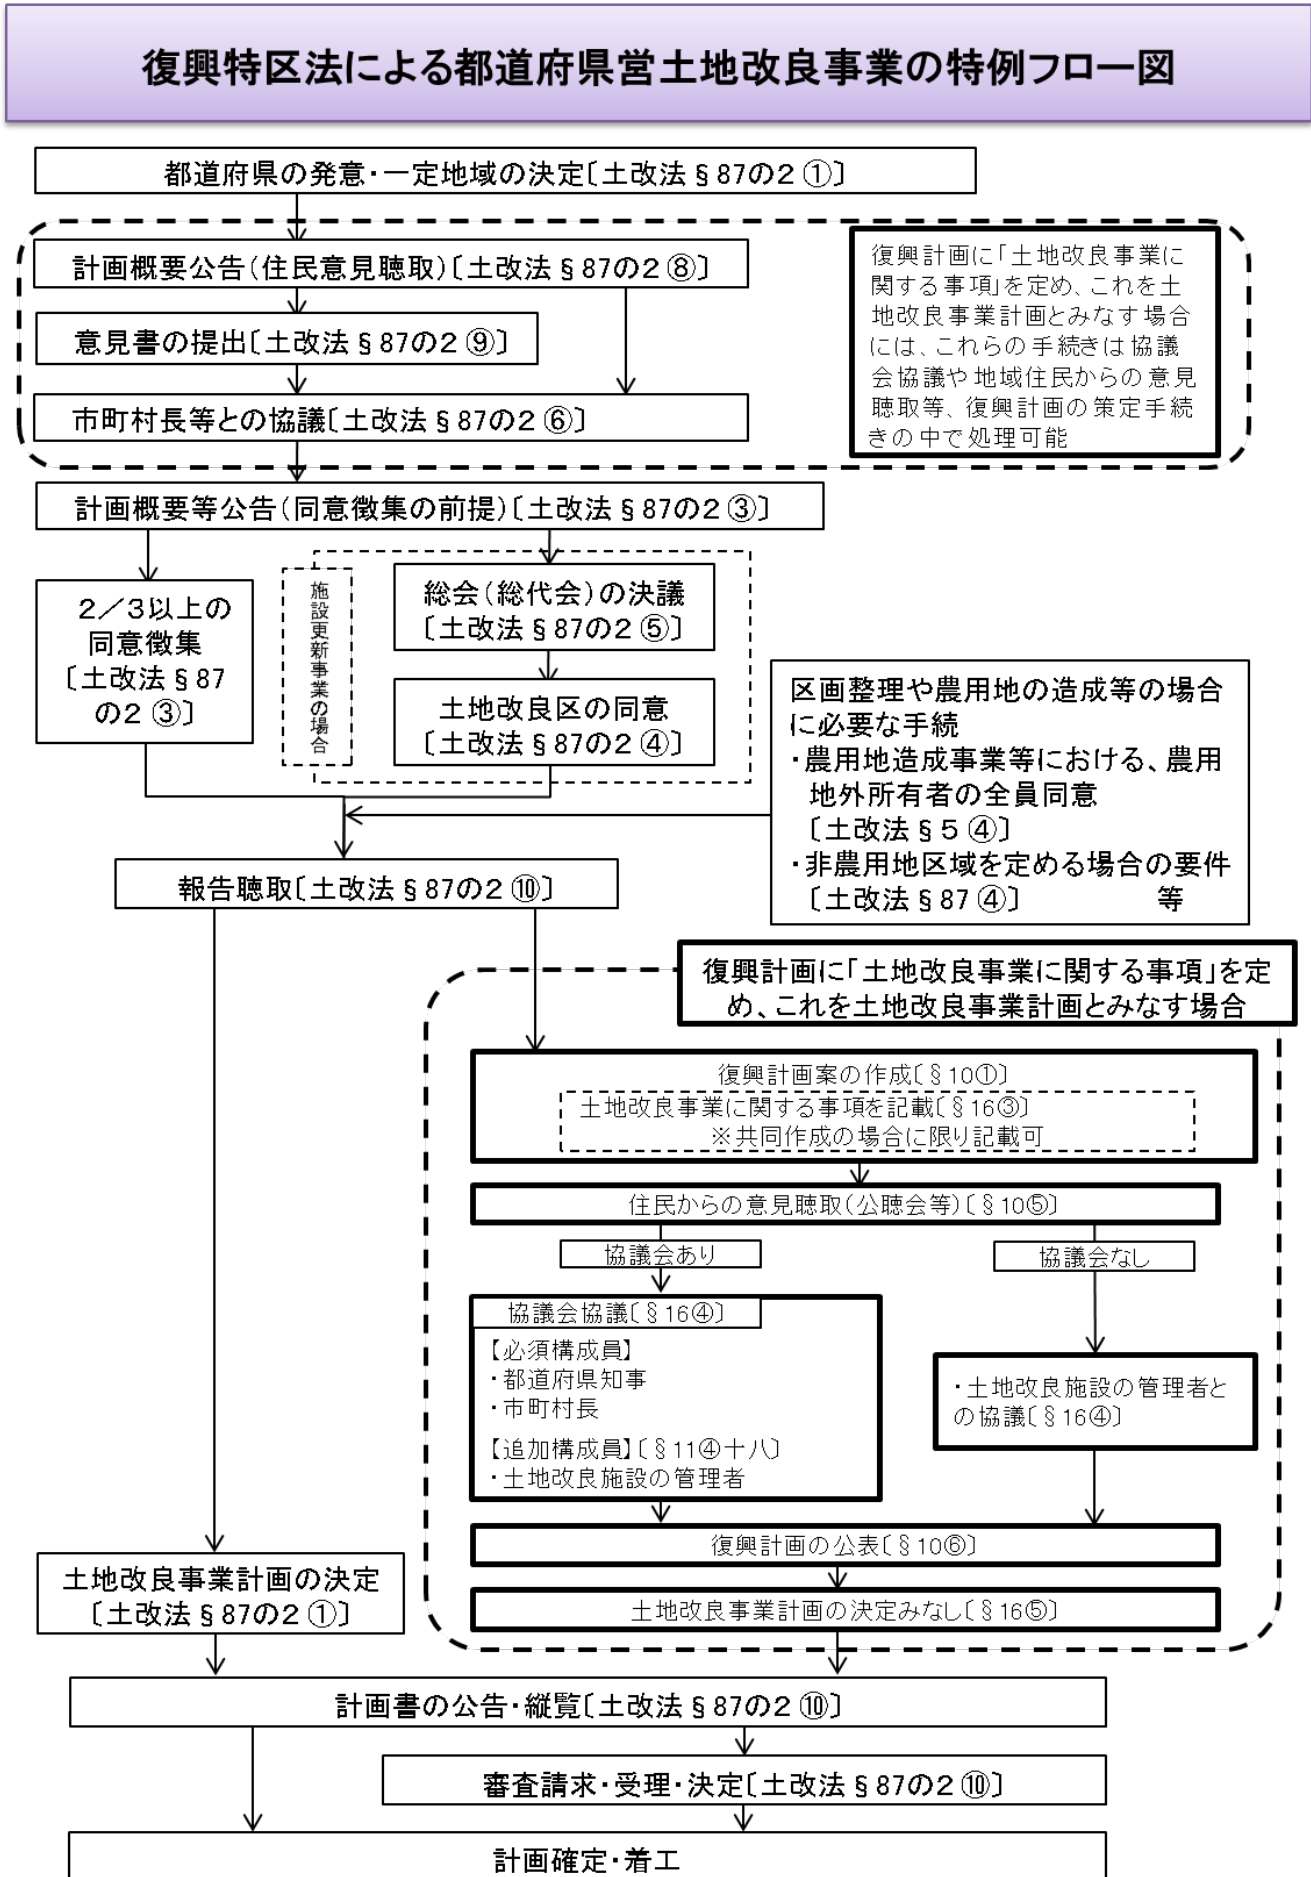 復興特区法による都道府県営土地改良事業の特例フロー図
都道府県の発意・一定地域の決定〔土改法§87の2①〕
計画概要公告(住民意見聴取)〔土改法§87の2⑧〕
意見書の提出〔土改法§87の2⑨〕
市町村長等との協議〔土改法§87の2⑥〕
復興計画に「土地改良事業に
関する事項」を定め、これを土
地改良事業計画とみなす場合
には、これらの手続きは協議
会協議や地域住民からの意見
聴取等、復興計画の策定手続
きの中で処理可能
計画概要等公告(同意徴集の前提)〔土改法§87の2③〕
2/3以上の
同意徴集
〔土改法§87
の2③〕
施設更新事業の場合
総会(総代会)の決議
〔土改法§87の2⑤〕
土地改良区の同意
〔土改法§87の2④〕
区画整理や農用地の造成等の場合
に必要な手続
・農用地造成事業等における、農用
地外所有者の全員同意
〔土改法§5④〕
・非農用地区域を定める場合の要件
〔土改法§87④〕 等
報告聴取〔土改法§87の2⑩〕
復興計画に「土地改良事業に関する事項」を定
め、これを土地改良事業計画とみなす場合
復興計画案の作成〔§10①〕
土地改良事業に関する事項を記載〔§16③〕
※共同作成の場合に限り記載可
住民からの意見聴取(公聴会等)〔§10⑤〕
協議会あり
協議会なし
協議会協議〔§16④〕
【必須構成員】
・都道府県知事
・市町村長
【追加構成員】〔§11④十八〕
・土地改良施設の管理者
・土地改良施設の管理者と
の協議〔§16④〕
復興計画の公表〔§10⑥〕
土地改良事業計画の決定みなし〔§16⑤〕
土地改良事業計画の決定
〔土改法§87の2①〕
計画書の公告・縦覧〔土改法§87の2⑩〕
審査請求・受理・決定〔土改法§87の2⑩〕
計画確定・着工